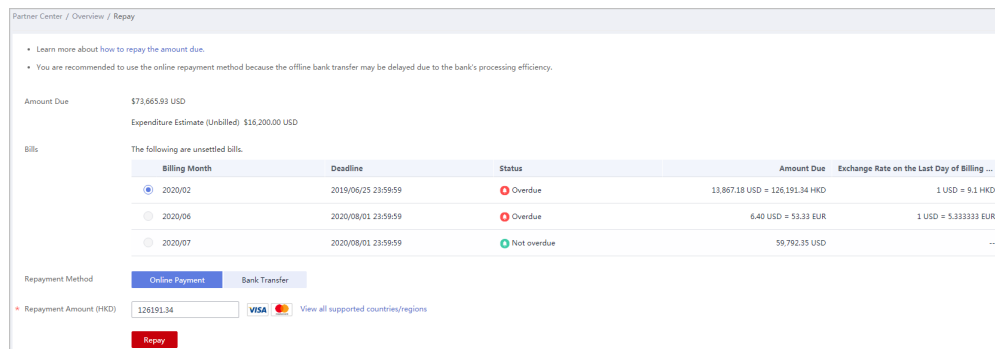 Partner Center / Overview / Repay
Learn more about how to repay the amount due.
You are recommended to use the online repayment method because the offline bank transfer may be delayed due to the bank's processing efficiency.
Amount Due $73,665.93 USD
Expenditure Estimate (Unbilled) $16,200.00 USD
Bills The following are unsettled bills.
Billing Month Deadline Status Amount Due Exchange Rate on the Last Day of Billing ...
2020/02 2019/06/25 23:59:59 Overdue 13,867.18 USD = 126,191.34 HKD 1 USD = 9.1 HKD
2020/06 2020/08/01 23:59:59 Overdue 6.40 USD = 53.33 EUR 1 USD = 5.333333 EUR
2020/07 2020/08/01 23:59:59 Not overdue 59,792.35 USD --
Repayment Method Online Payment Bank Transfer
* Repayment Amount (HKD) 126191.34 VISA View all supported countries/regions
Repay